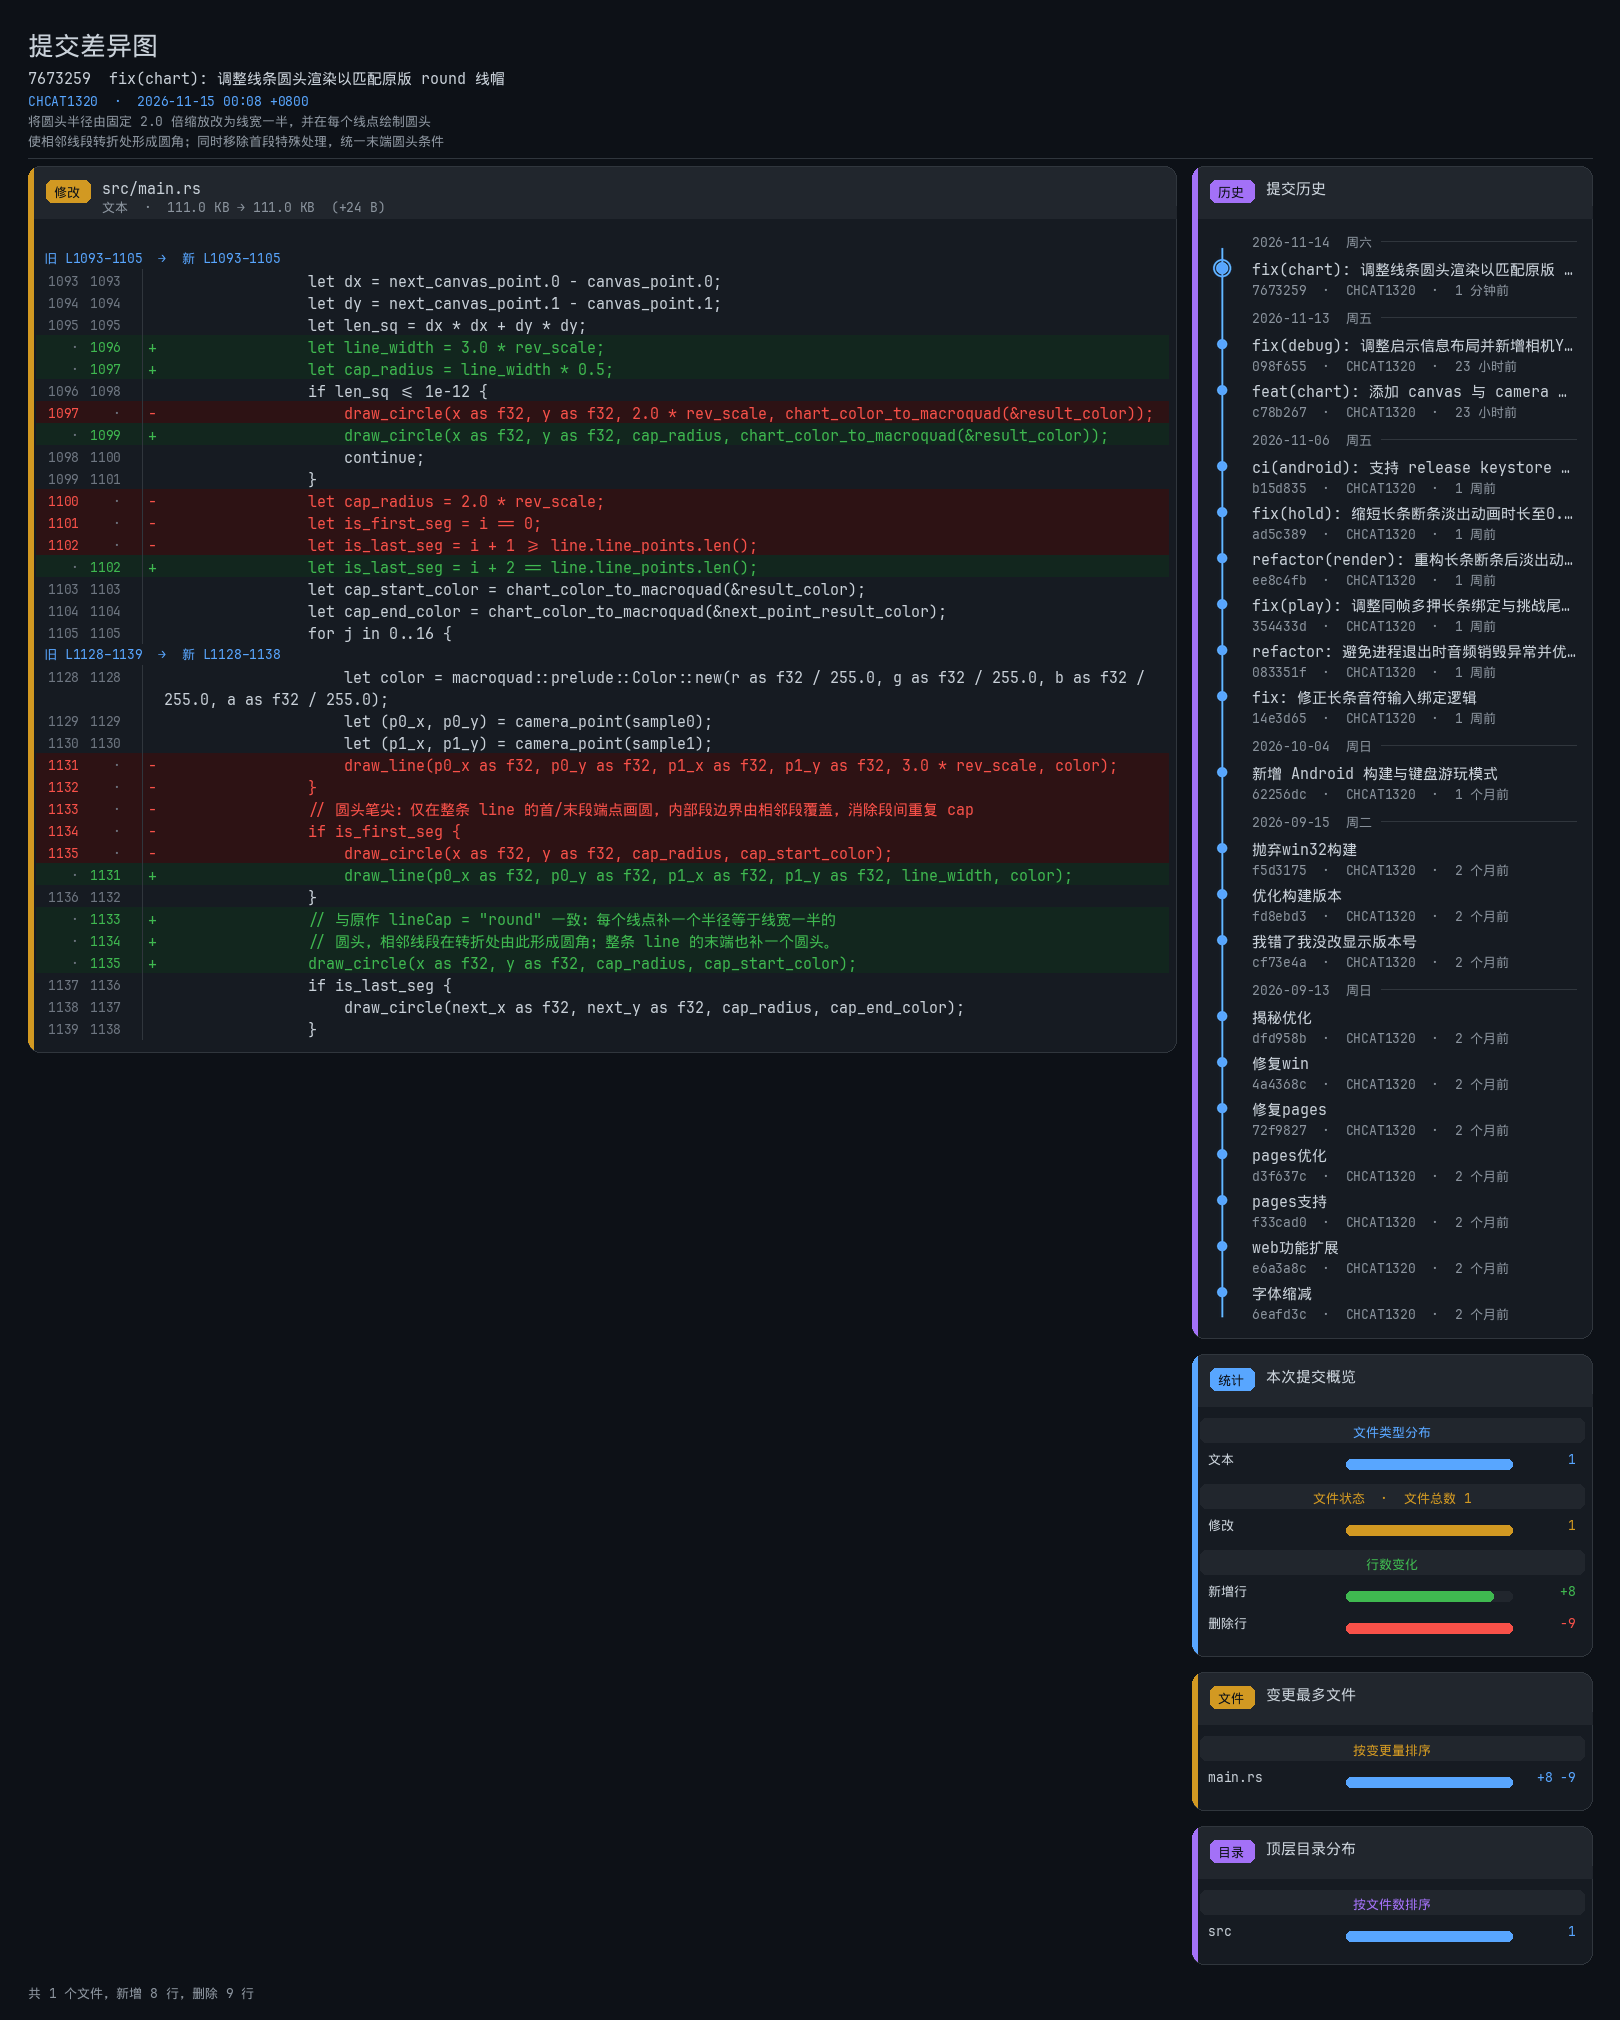 提交差异图
7673259  fix(chart): 调整线条圆头渲染以匹配原版 round 线帽
CHCAT1320  ·  2026-11-15 00:08 +0800
将圆头半径由固定 2.0 倍缩放改为线宽一半，并在每个线点绘制圆头
使相邻线段转折处形成圆角；同时移除首段特殊处理，统一末端圆头条件
修改 src/main.rs
文本  ·  111.0 KB → 111.0 KB  (+24 B)
旧 L1093-1105  →  新 L1093-1105
1093 1093 let dx = next_canvas_point.0 - canvas_point.0;
1094 1094 let dy = next_canvas_point.1 - canvas_point.1;
1095 1095 let len_sq = dx * dx + dy * dy;
· 1096 + let line_width = 3.0 * rev_scale;
· 1097 + let cap_radius = line_width * 0.5;
1096 1098 if len_sq <= 1e-12 {
1097 · - draw_circle(x as f32, y as f32, 2.0 * rev_scale, chart_color_to_macroquad(&result_color));
· 1099 + draw_circle(x as f32, y as f32, cap_radius, chart_color_to_macroquad(&result_color));
1098 1100 continue;
1099 1101 }
1100 · - let cap_radius = 2.0 * rev_scale;
1101 · - let is_first_seg = i == 0;
1102 · - let is_last_seg = i + 1 >= line.line_points.len();
· 1102 + let is_last_seg = i + 2 == line.line_points.len();
1103 1103 let cap_start_color = chart_color_to_macroquad(&result_color);
1104 1104 let cap_end_color = chart_color_to_macroquad(&next_point_result_color);
1105 1105 for j in 0..16 {
旧 L1128-1139  →  新 L1128-1138
1128 1128 let color = macroquad::prelude::Color::new(r as f32 / 255.0, g as f32 / 255.0, b as f32 /
255.0, a as f32 / 255.0);
1129 1129 let (p0_x, p0_y) = camera_point(sample0);
1130 1130 let (p1_x, p1_y) = camera_point(sample1);
1131 · - draw_line(p0_x as f32, p0_y as f32, p1_x as f32, p1_y as f32, 3.0 * rev_scale, color);
1132 · - }
1133 · - // 圆头笔尖：仅在整条 line 的首/末段端点画圆，内部段边界由相邻段覆盖，消除段间重复 cap
1134 · - if is_first_seg {
1135 · - draw_circle(x as f32, y as f32, cap_radius, cap_start_color);
· 1131 + draw_line(p0_x as f32, p0_y as f32, p1_x as f32, p1_y as f32, line_width, color);
1136 1132 }
· 1133 + // 与原作 lineCap = "round" 一致：每个线点补一个半径等于线宽一半的
· 1134 + // 圆头，相邻线段在转折处由此形成圆角；整条 line 的末端也补一个圆头。
· 1135 + draw_circle(x as f32, y as f32, cap_radius, cap_start_color);
1137 1136 if is_last_seg {
1138 1137 draw_circle(next_x as f32, next_y as f32, cap_radius, cap_end_color);
1139 1138 }
历史 提交历史
2026-11-14  周六
fix(chart): 调整线条圆头渲染以匹配原版 …
7673259  ·  CHCAT1320  ·  1 分钟前
2026-11-13  周五
fix(debug): 调整启示信息布局并新增相机Y…
098f655  ·  CHCAT1320  ·  23 小时前
feat(chart): 添加 canvas 与 camera …
c78b267  ·  CHCAT1320  ·  23 小时前
2026-11-06  周五
ci(android): 支持 release keystore …
b15d835  ·  CHCAT1320  ·  1 周前
fix(hold): 缩短长条断条淡出动画时长至0.…
ad5c389  ·  CHCAT1320  ·  1 周前
refactor(render): 重构长条断条后淡出动…
ee8c4fb  ·  CHCAT1320  ·  1 周前
fix(play): 调整同帧多押长条绑定与挑战尾…
354433d  ·  CHCAT1320  ·  1 周前
refactor: 避免进程退出时音频销毁异常并优…
083351f  ·  CHCAT1320  ·  1 周前
fix: 修正长条音符输入绑定逻辑
14e3d65  ·  CHCAT1320  ·  1 周前
2026-10-04  周日
新增 Android 构建与键盘游玩模式
62256dc  ·  CHCAT1320  ·  1 个月前
2026-09-15  周二
抛弃win32构建
f5d3175  ·  CHCAT1320  ·  2 个月前
优化构建版本
fd8ebd3  ·  CHCAT1320  ·  2 个月前
我错了我没改显示版本号
cf73e4a  ·  CHCAT1320  ·  2 个月前
2026-09-13  周日
揭秘优化
dfd958b  ·  CHCAT1320  ·  2 个月前
修复win
4a4368c  ·  CHCAT1320  ·  2 个月前
修复pages
72f9827  ·  CHCAT1320  ·  2 个月前
pages优化
d3f637c  ·  CHCAT1320  ·  2 个月前
pages支持
f33cad0  ·  CHCAT1320  ·  2 个月前
web功能扩展
e6a3a8c  ·  CHCAT1320  ·  2 个月前
字体缩减
6eafd3c  ·  CHCAT1320  ·  2 个月前
统计 本次提交概览
文件类型分布
文本 1
文件状态  ·  文件总数 1
修改 1
行数变化
新增行 +8
删除行 -9
文件 变更最多文件
按变更量排序
main.rs +8 -9
目录 顶层目录分布
按文件数排序
src 1
共 1 个文件，新增 8 行，删除 9 行